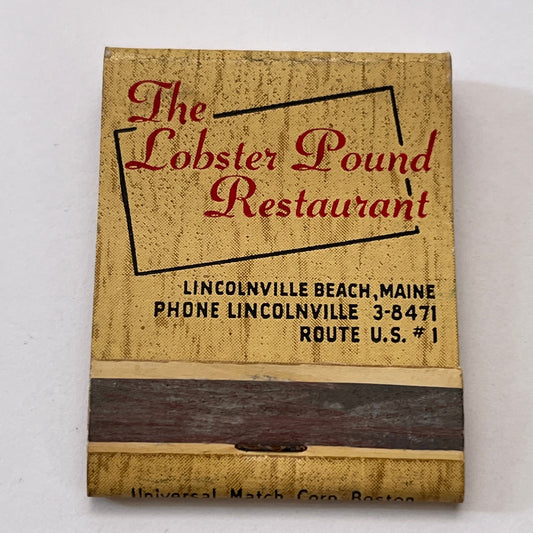 The
Lobster Pound
Restaurant
LINCOLNVILLE BEACH, MAINE
PHONE LINCOLNVILLE 3-8471
ROUTE U.S. #1
Universal Match Corp Boston